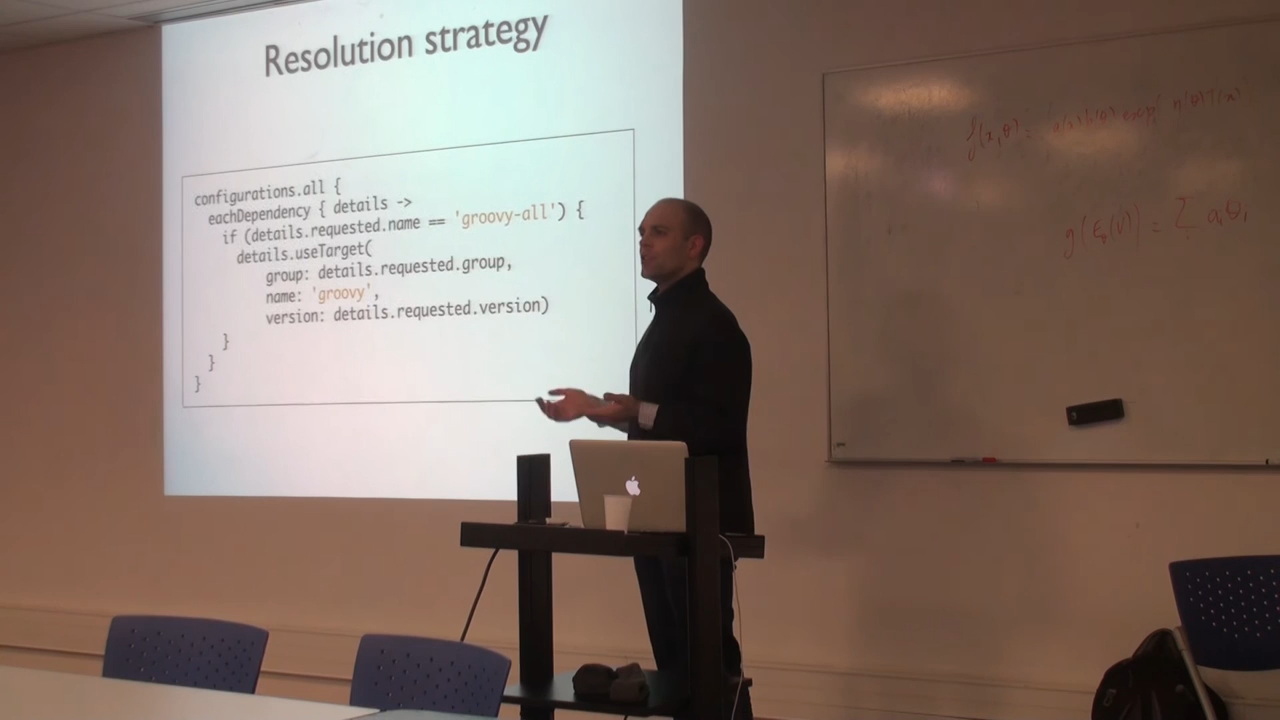 Resolution strategy
configurations.all {
eachDependency { details ->
if (details.requested.name == 'groovy-all') {
details.useTarget(
group: details.requested.group,
name: 'groovy',
version: details.requested.version)
}
}
}
f(x,θ) =
g(
) = Σ aᵢθᵢ